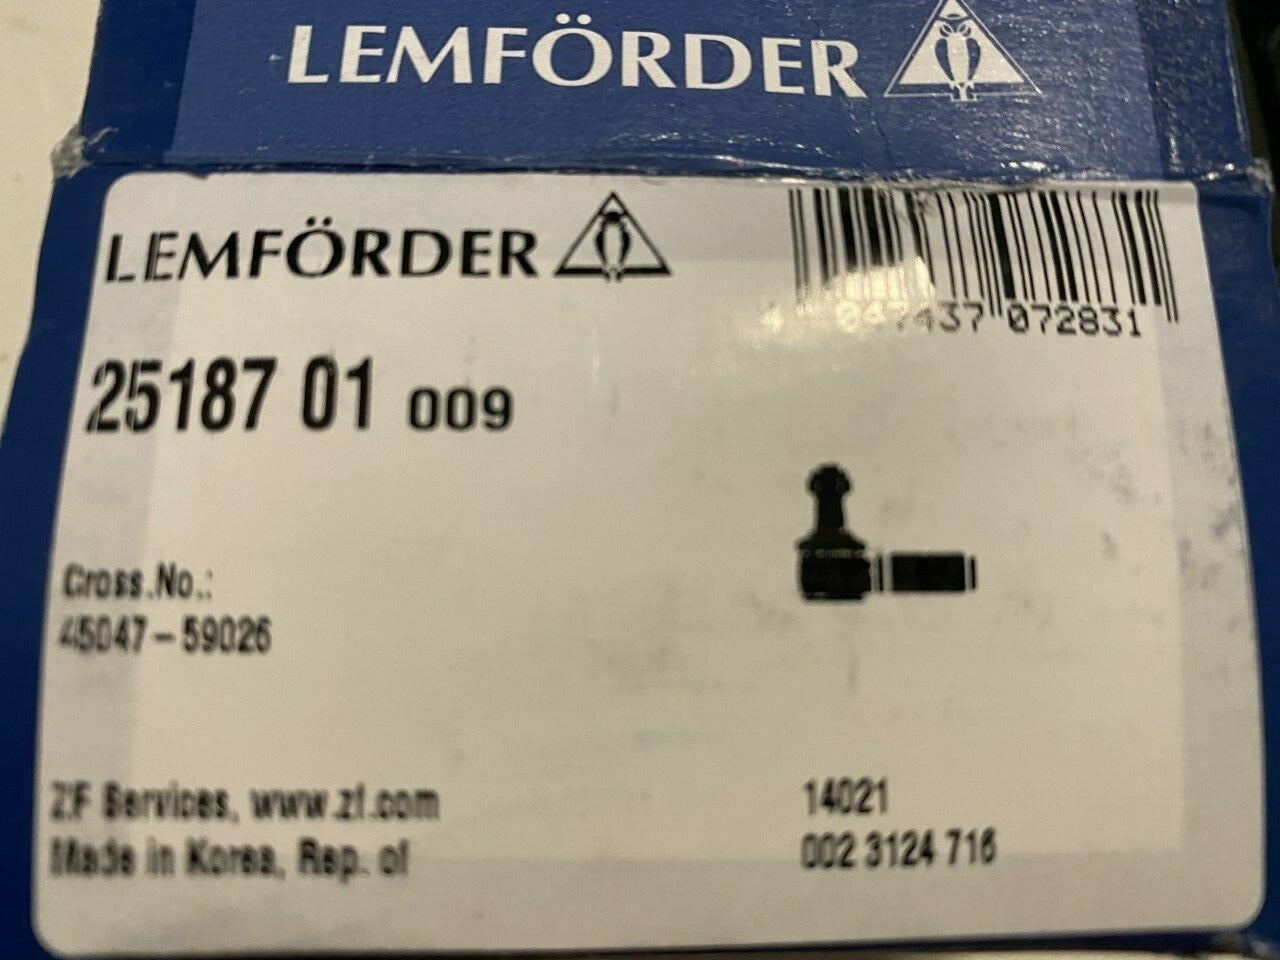 LEMFÖRDER
LEMFÖRDER
4 047437 072831
25187 01 009
Cross.No.:
45047-59026
ZF Services, www.zf.com
Made in Korea, Rep. of
14021
002 3124 716